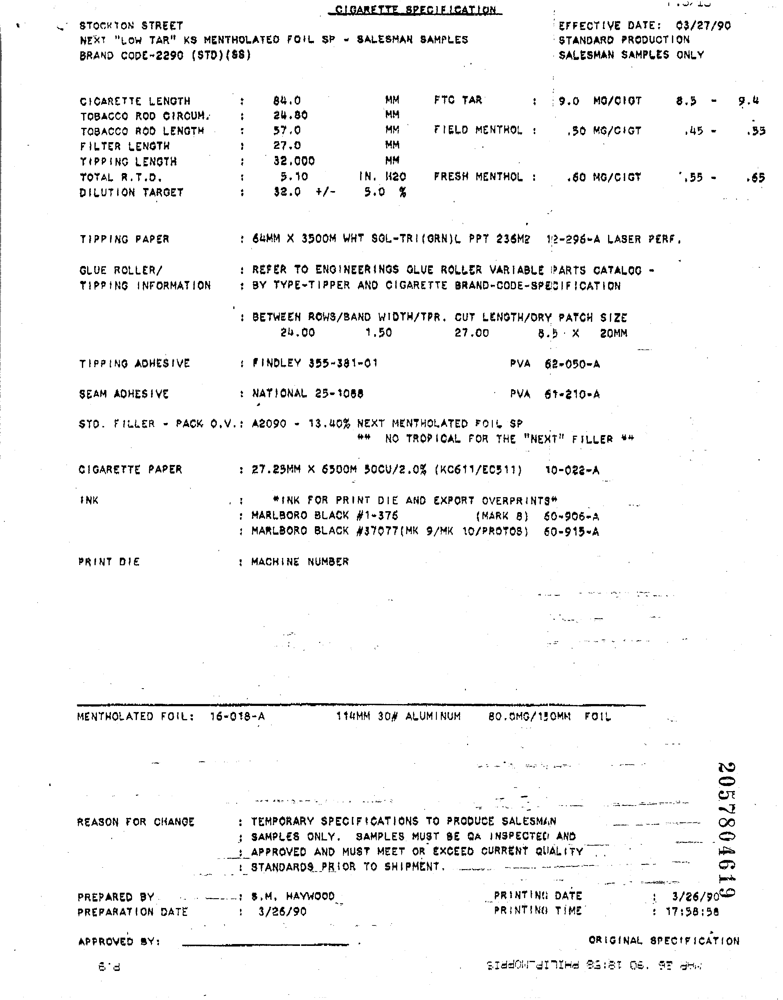 CIGARETTE SPECIFICATION
STOCKTON STREET EFFECTIVE DATE: 03/27/90
NEXT "LOW TAR" KS MENTHOLATED FOIL SP - SALESMAN SAMPLES STANDARD PRODUCTION
BRAND CODE-2290 (STD)(SS) SALESMAN SAMPLES ONLY
CIGARETTE LENGTH : 84.0 MM FTC TAR : 9.0 MG/CIGT 8.5 - 9.4
TOBACCO ROD CIRCUM. : 24.80 MM
TOBACCO ROD LENGTH : 57.0 MM FIELD MENTHOL : .50 MG/CIGT .45 - .55
FILTER LENGTH : 27.0 MM
TIPPING LENGTH : 32.000 MM
TOTAL R.T.D. : 5.10 IN. H2O FRESH MENTHOL : .60 MG/CIGT .55 - .65
DILUTION TARGET : 32.0 +/- 5.0 %
TIPPING PAPER : 64MM X 3500M WHT SGL-TRI(GRN)L PPT 236M2 12-296-A LASER PERF.
GLUE ROLLER/ : REFER TO ENGINEERINGS GLUE ROLLER VARIABLE PARTS CATALOG -
TIPPING INFORMATION : BY TYPE-TIPPER AND CIGARETTE BRAND-CODE-SPECIFICATION
: BETWEEN ROWS/BAND WIDTH/TPR. CUT LENGTH/DRY PATCH SIZE
24.00 1.50 27.00 8.5 X 20MM
TIPPING ADHESIVE : FINDLEY 355-381-01 PVA 62-050-A
SEAM ADHESIVE : NATIONAL 25-1088 PVA 61-210-A
STD. FILLER - PACK O.V.: A2090 - 13.40% NEXT MENTHOLATED FOIL SP
** NO TROPICAL FOR THE "NEXT" FILLER **
CIGARETTE PAPER : 27.25MM X 6500M 50CU/2.0% (KC611/EC511) 10-022-A
INK : *INK FOR PRINT DIE AND EXPORT OVERPRINTS*
: MARLBORO BLACK #1-376 (MARK 8) 60-906-A
: MARLBORO BLACK #37077(MK 9/MK 10/PROTOS) 60-915-A
PRINT DIE : MACHINE NUMBER
MENTHOLATED FOIL: 16-018-A 114MM 30# ALUMINUM 80.0MG/150MM FOIL
2057804619
REASON FOR CHANGE : TEMPORARY SPECIFICATIONS TO PRODUCE SALESMAN
: SAMPLES ONLY. SAMPLES MUST BE QA INSPECTED AND
: APPROVED AND MUST MEET OR EXCEED CURRENT QUALITY
: STANDARDS PRIOR TO SHIPMENT.
PREPARED BY : S.M. HAYWOOD PRINTING DATE : 3/26/90
PREPARATION DATE : 3/26/90 PRINTING TIME : 17:58:58
APPROVED BY: ORIGINAL SPECIFICATION
P.9 MAR 26 '90 18:58 PHILIP-MORRIS